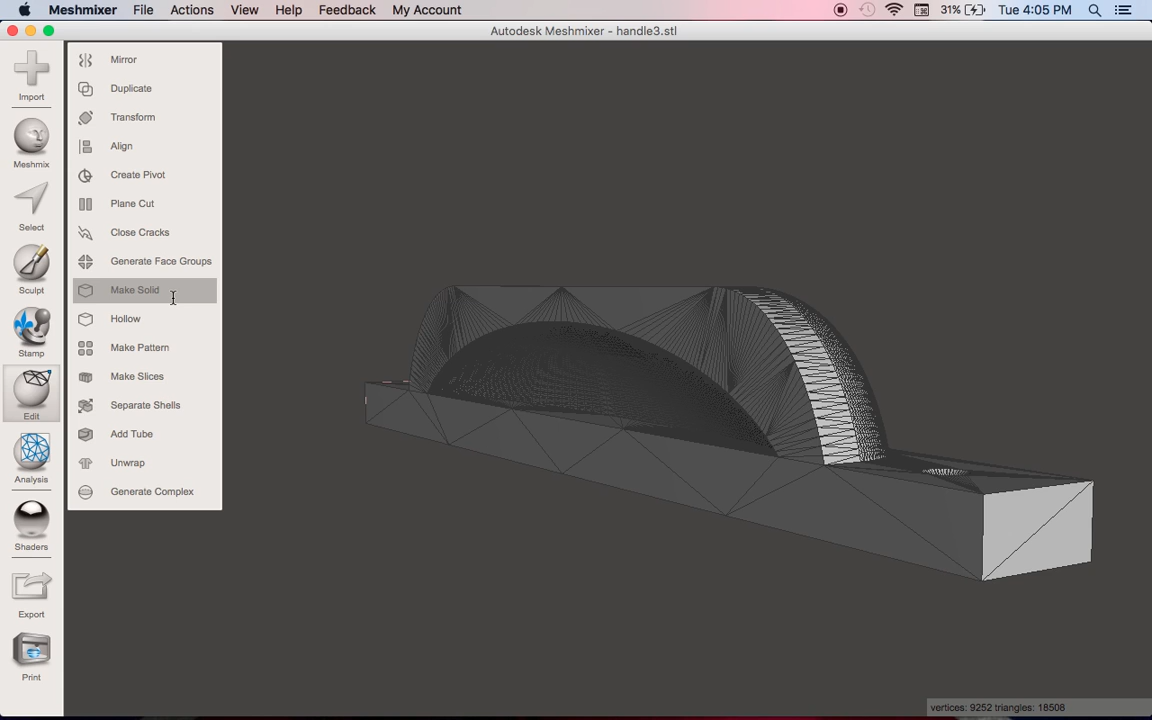 Meshmixer File Actions View Help Feedback My Account 31% Tue 4:05 PM
Autodesk Meshmixer - handle3.stl
Import
Meshmix
Select
Sculpt
Stamp
Edit
Analysis
Shaders
Export
Print
Mirror
Duplicate
Transform
Align
Create Pivot
Plane Cut
Close Cracks
Generate Face Groups
Make Solid
Hollow
Make Pattern
Make Slices
Separate Shells
Add Tube
Unwrap
Generate Complex
vertices: 9252 triangles: 18508